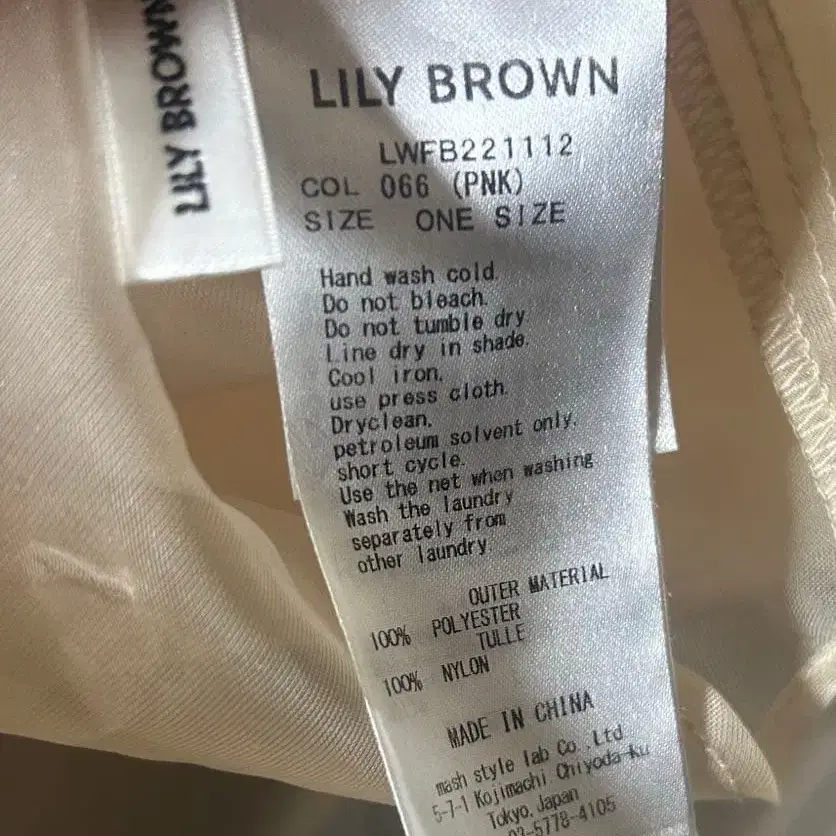 LILY BROWN
LILY BROWN
LWFB221112
COL 066 (PNK)
SIZE ONE SIZE
Hand wash cold.
Do not bleach.
Do not tumble dry
Line dry in shade.
Cool iron.
use press cloth.
Dryclean.
petroleum solvent only.
short cycle.
Use the net when washing
Wash the laundry
separately from
other laundry
OUTER MATERIAL
100% POLYESTER
TULLE
100% NYLON
MADE IN CHINA
mash style lab Co.,Ltd
5-7-1 Kojimachi Chiyoda-ku
Tokyo, Japan
03-5778-4105